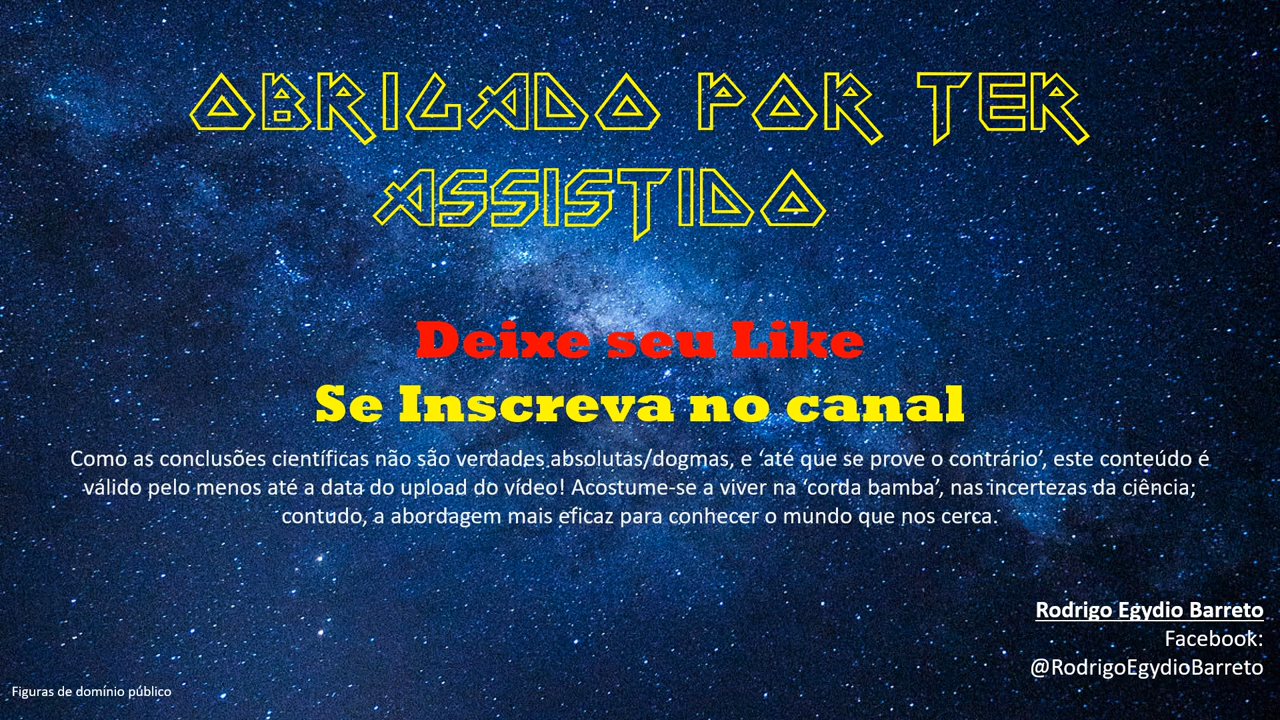 OBRIGADO POR TER
ASSISTIDO
Deixe seu Like
Se Inscreva no canal
Como as conclusões científicas não são verdades absolutas/dogmas, e ‘até que se prove o contrário’, este conteúdo é
válido pelo menos até a data do upload do vídeo! Acostume-se a viver na ‘corda bamba’, nas incertezas da ciência;
contudo, a abordagem mais eficaz para conhecer o mundo que nos cerca.
Rodrigo Egydio Barreto
Facebook:
@RodrigoEgydioBarreto
Figuras de domínio público